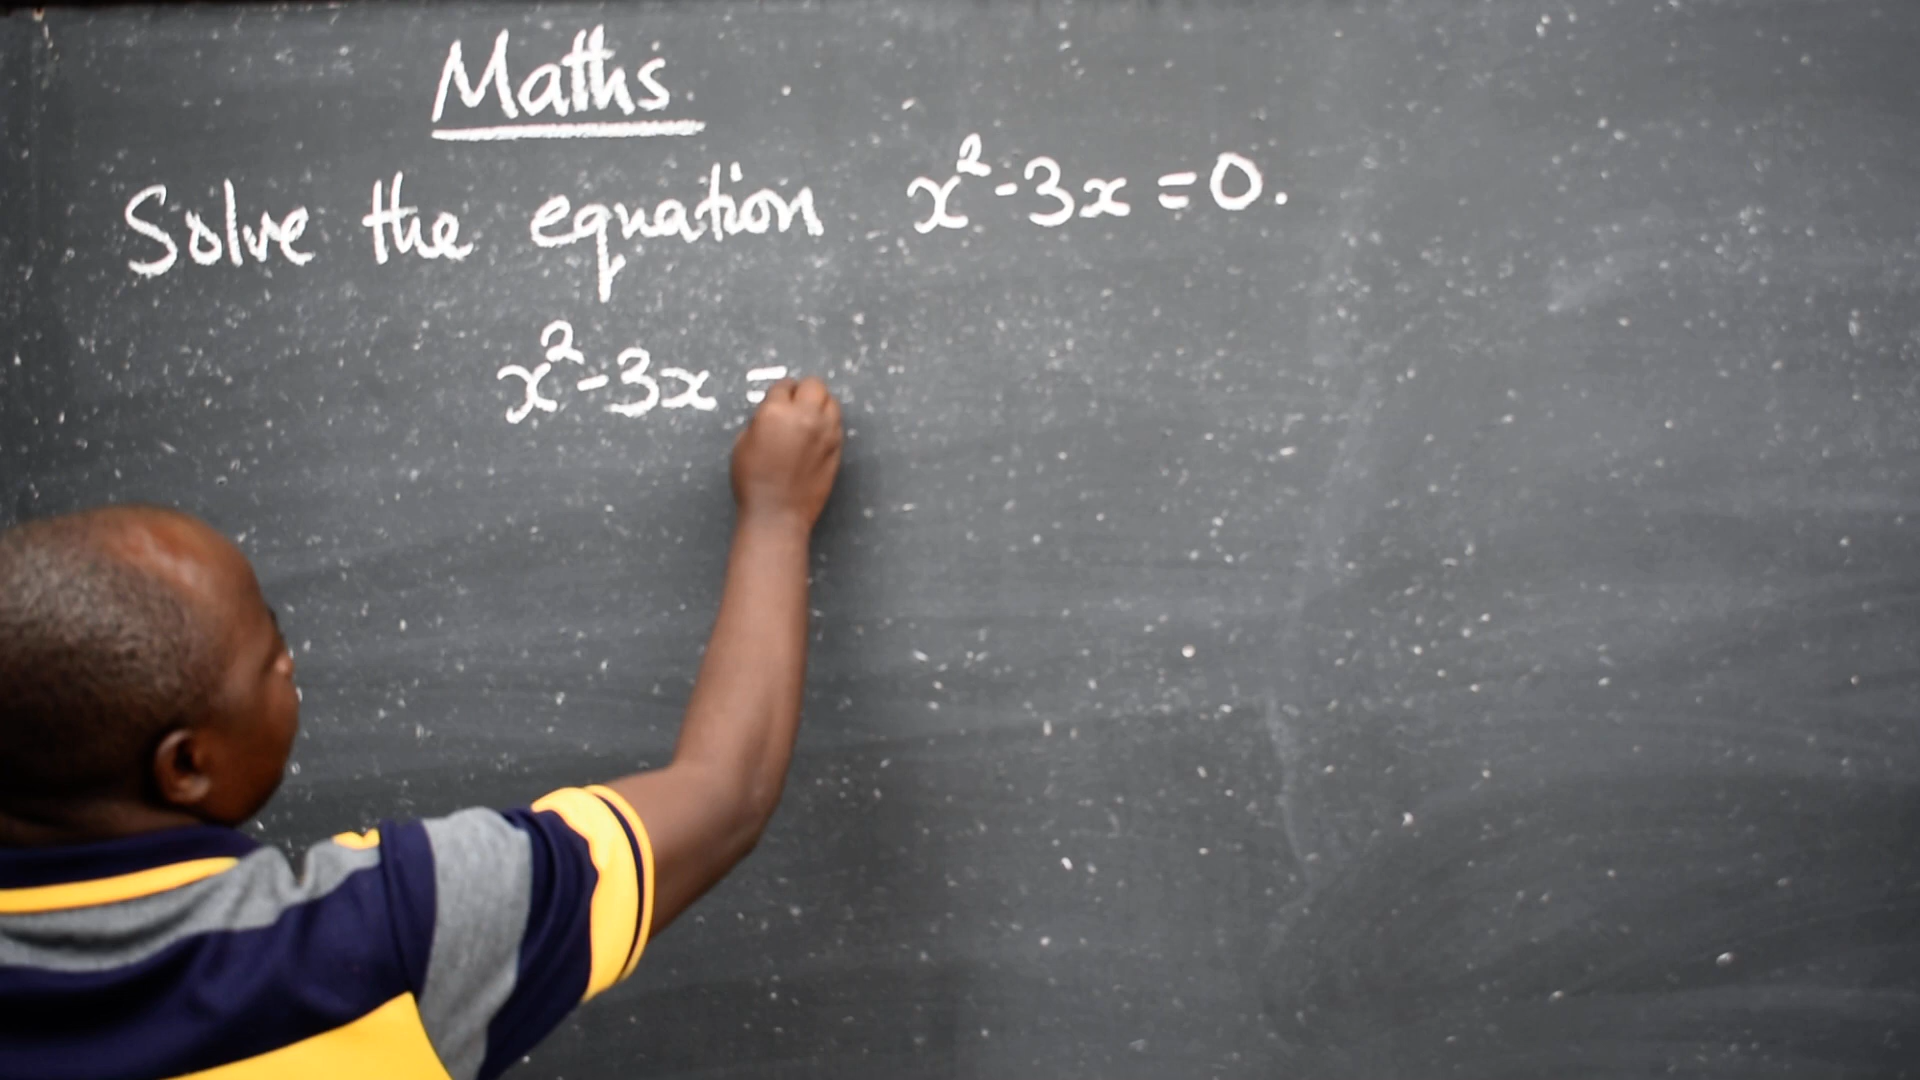 Maths
Solve the equation x²-3x=0.
x²-3x=